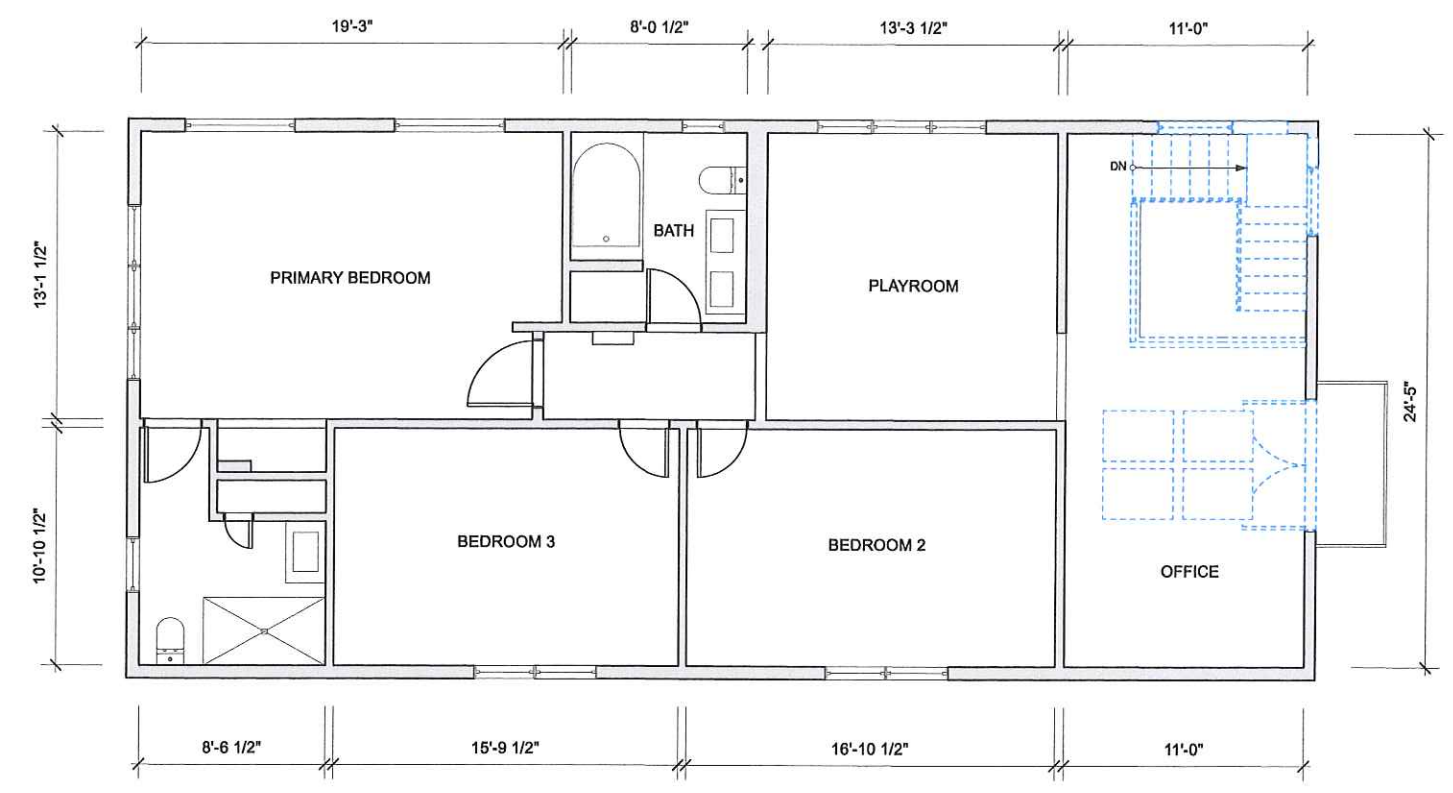 19'-3"
8'-0 1/2"
13'-3 1/2"
11'-0"
DN
BATH
13'-1 1/2"
PRIMARY BEDROOM
PLAYROOM
24'-5"
10'-10 1/2"
BEDROOM 3
BEDROOM 2
OFFICE
8'-6 1/2"
15'-9 1/2"
16'-10 1/2"
11'-0"